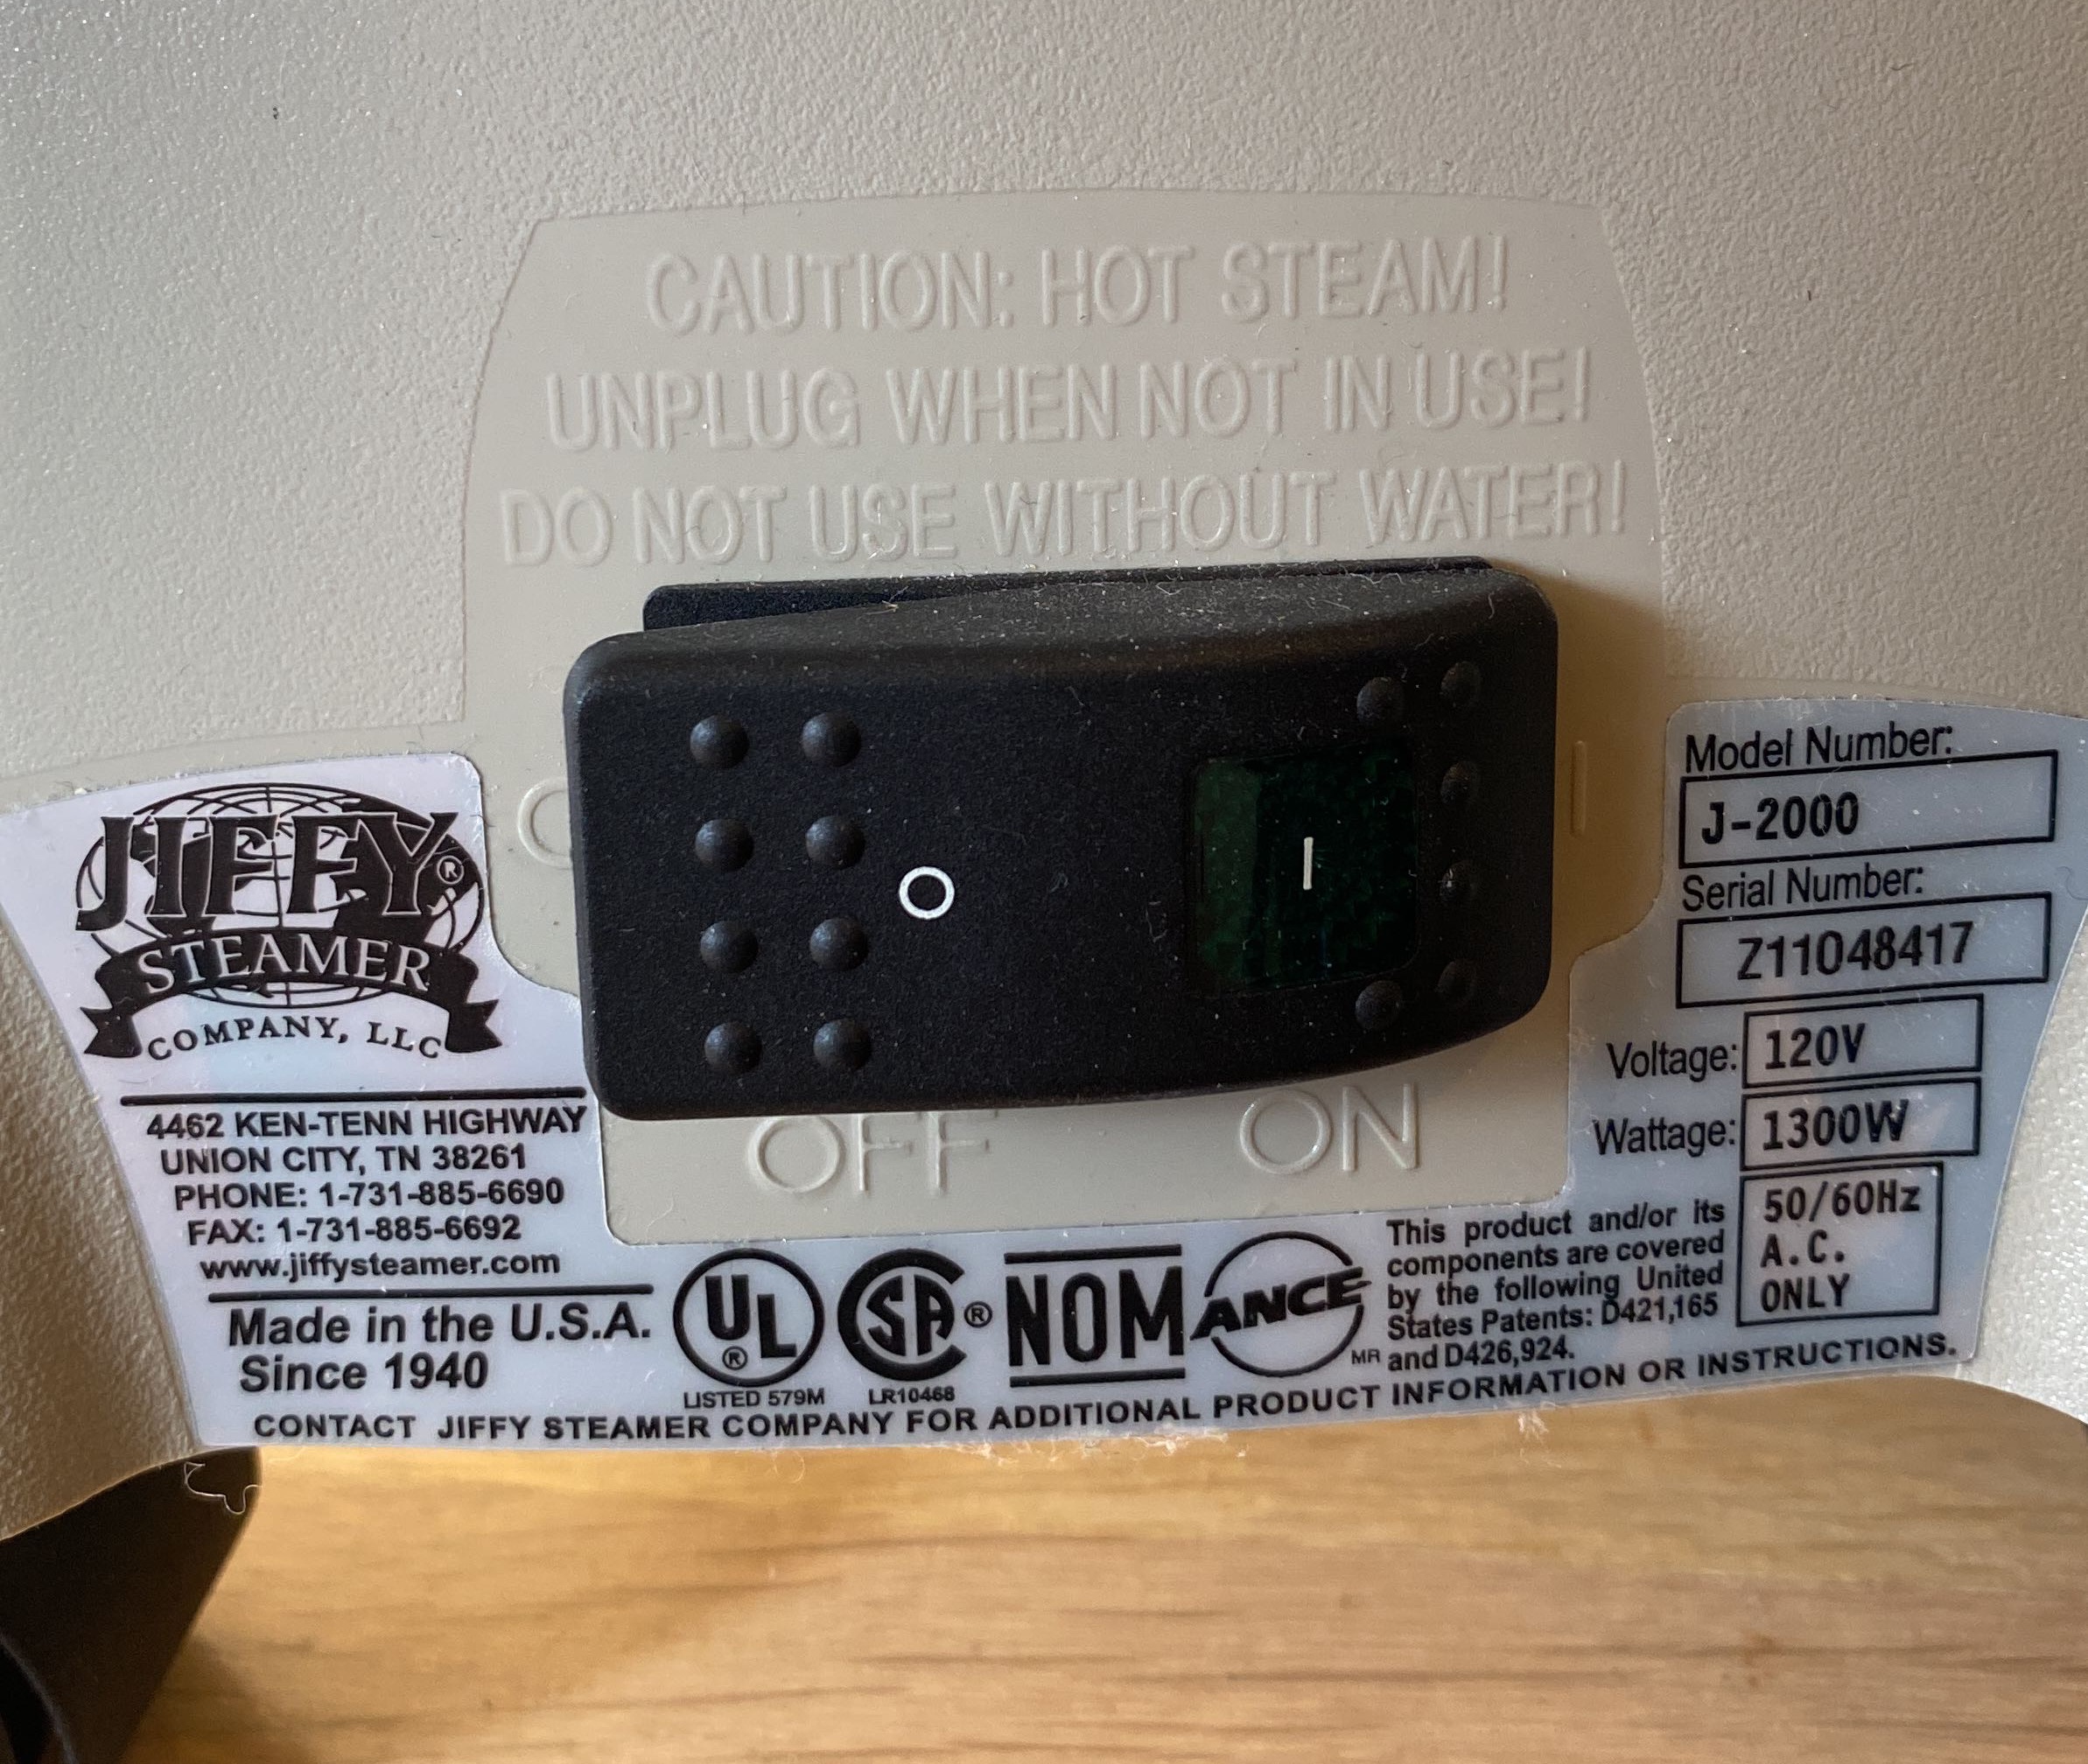 CAUTION: HOT STEAM!
UNPLUG WHEN NOT IN USE!
DO NOT USE WITHOUT WATER!
O
I
OFF
ON
JIFFY®
STEAMER
COMPANY, LLC
4462 KEN-TENN HIGHWAY
UNION CITY, TN 38261
PHONE: 1-731-885-6690
FAX: 1-731-885-6692
www.jiffysteamer.com
Made in the U.S.A.
Since 1940
UL ®
LISTED 579M
CSA®
LR10468
NOM
ANCE MR
This product and/or its
components are covered
by the following United
States Patents: D421,165
and D426,924.
Model Number:
J-2000
Serial Number:
Z11048417
Voltage: 120V
Wattage: 1300W
50/60Hz
A.C.
ONLY
CONTACT JIFFY STEAMER COMPANY FOR ADDITIONAL PRODUCT INFORMATION OR INSTRUCTIONS.